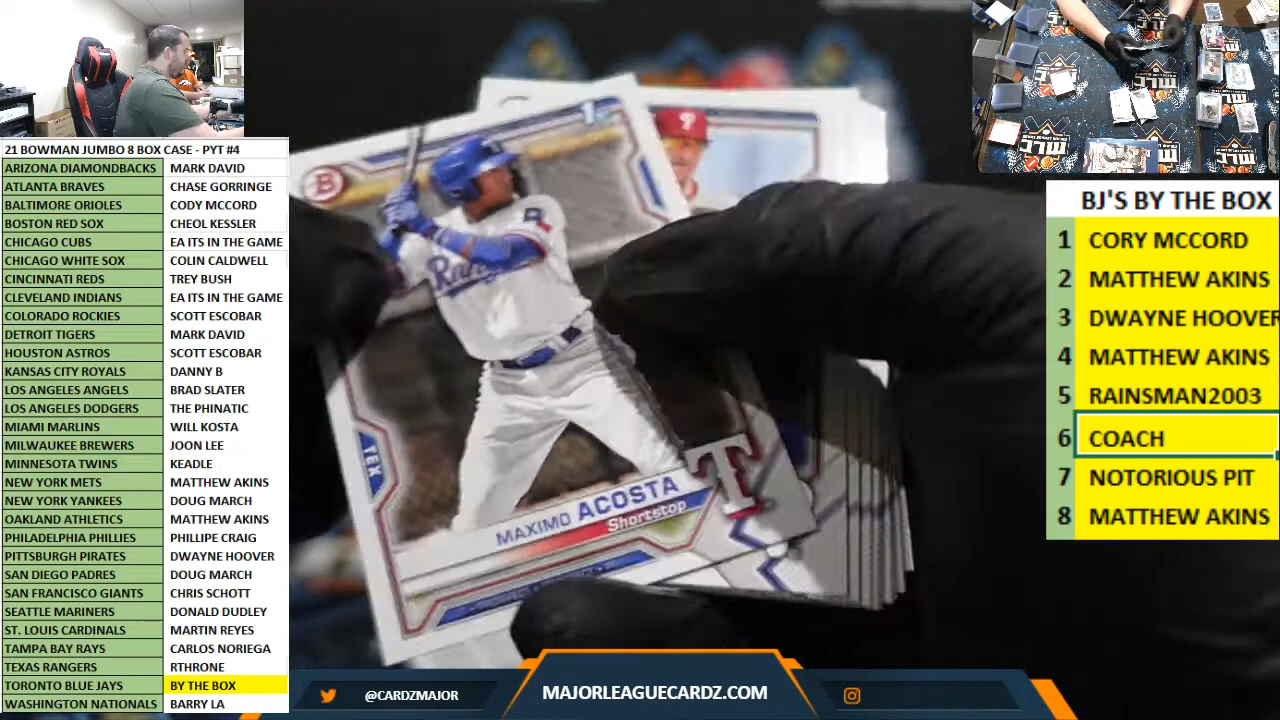 21 BOWMAN JUMBO 8 BOX CASE - PYT #4
ARIZONA DIAMONDBACKS MARK DAVID
ATLANTA BRAVES CHASE GORRINGE
BALTIMORE ORIOLES CODY MCCORD
BOSTON RED SOX CHEOL KESSLER
CHICAGO CUBS EA ITS IN THE GAME
CHICAGO WHITE SOX COLIN CALDWELL
CINCINNATI REDS TREY BUSH
CLEVELAND INDIANS EA ITS IN THE GAME
COLORADO ROCKIES SCOTT ESCOBAR
DETROIT TIGERS MARK DAVID
HOUSTON ASTROS SCOTT ESCOBAR
KANSAS CITY ROYALS DANNY B
LOS ANGELES ANGELS BRAD SLATER
LOS ANGELES DODGERS THE PHINATIC
MIAMI MARLINS WILL KOSTA
MILWAUKEE BREWERS JOON LEE
MINNESOTA TWINS KEADLE
NEW YORK METS MATTHEW AKINS
NEW YORK YANKEES DOUG MARCH
OAKLAND ATHLETICS MATTHEW AKINS
PHILADELPHIA PHILLIES PHILLIPE CRAIG
PITTSBURGH PIRATES DWAYNE HOOVER
SAN DIEGO PADRES DOUG MARCH
SAN FRANCISCO GIANTS CHRIS SCHOTT
SEATTLE MARINERS DONALD DUDLEY
ST. LOUIS CARDINALS MARTIN REYES
TAMPA BAY RAYS CARLOS NORIEGA
TEXAS RANGERS RTHRONE
TORONTO BLUE JAYS BY THE BOX
WASHINGTON NATIONALS BARRY LA
1st
B
P
TEX
MAXIMO ACOSTA
Shortstop
T
MLC
MLC
MLC
BJ'S BY THE BOX
1 CORY MCCORD
2 MATTHEW AKINS
3 DWAYNE HOOVER
4 MATTHEW AKINS
5 RAINSMAN2003
6 COACH
7 NOTORIOUS PIT
8 MATTHEW AKINS
@CARDZMAJOR
MAJORLEAGUECARDZ.COM